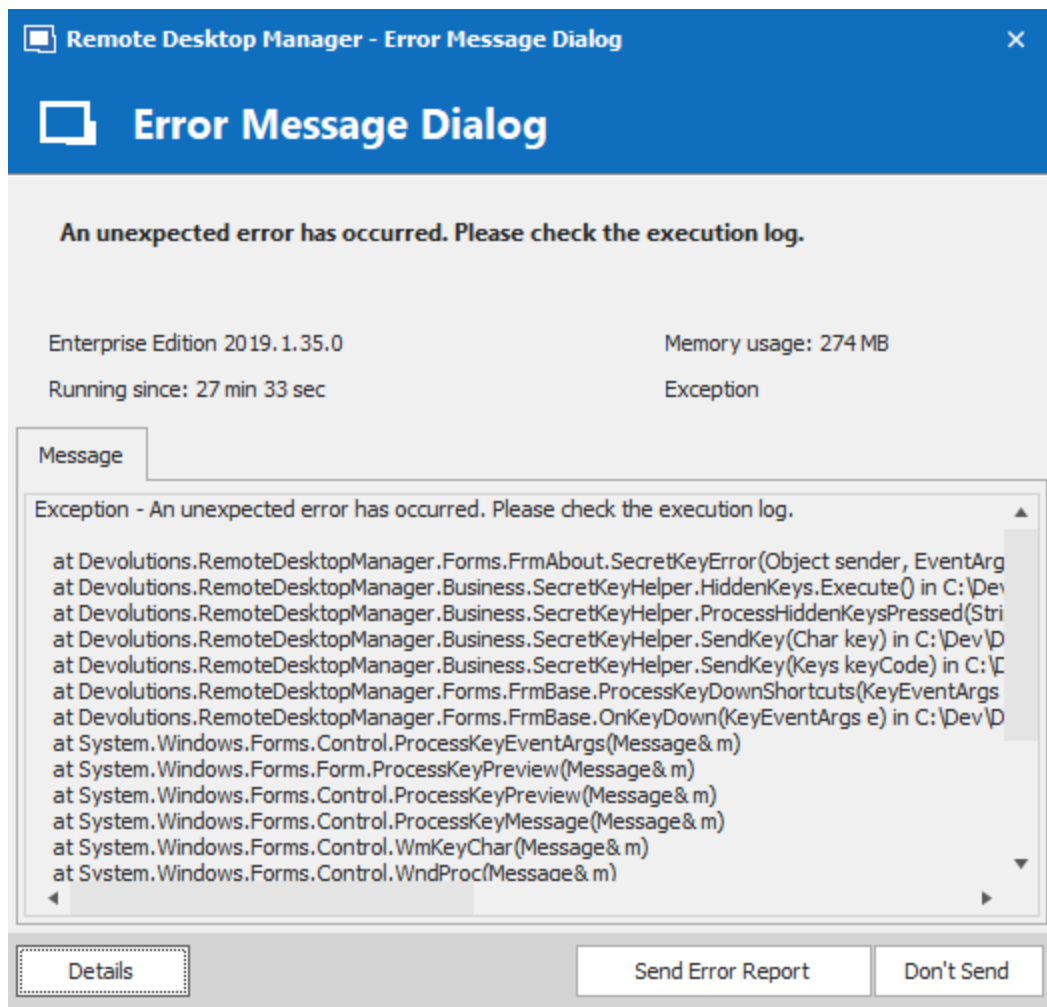 Remote Desktop Manager - Error Message Dialog
Error Message Dialog
An unexpected error has occurred. Please check the execution log.
Enterprise Edition 2019.1.35.0
Memory usage: 274 MB
Running since: 27 min 33 sec
Exception
Message
Exception - An unexpected error has occurred. Please check the execution log.
at Devolutions.RemoteDesktopManager.Forms.FrmAbout.SecretKeyError(Object sender, EventArg
at Devolutions.RemoteDesktopManager.Business.SecretKeyHelper.HiddenKeys.Execute() in C:\Dev
at Devolutions.RemoteDesktopManager.Business.SecretKeyHelper.ProcessHiddenKeysPressed(Stri
at Devolutions.RemoteDesktopManager.Business.SecretKeyHelper.SendKey(Char key) in C:\Dev\D
at Devolutions.RemoteDesktopManager.Business.SecretKeyHelper.SendKey(Keys keyCode) in C:\D
at Devolutions.RemoteDesktopManager.Forms.FrmBase.ProcessKeyDownShortcuts(KeyEventArgs
at Devolutions.RemoteDesktopManager.Forms.FrmBase.OnKeyDown(KeyEventArgs e) in C:\Dev\D
at System.Windows.Forms.Control.ProcessKeyEventArgs(Message& m)
at System.Windows.Forms.Form.ProcessKeyPreview(Message& m)
at System.Windows.Forms.Control.ProcessKeyPreview(Message& m)
at System.Windows.Forms.Control.ProcessKeyMessage(Message& m)
at System.Windows.Forms.Control.WmKeyChar(Message& m)
at System.Windows.Forms.Control.WndProc(Message& m)
Details
Send Error Report
Don't Send